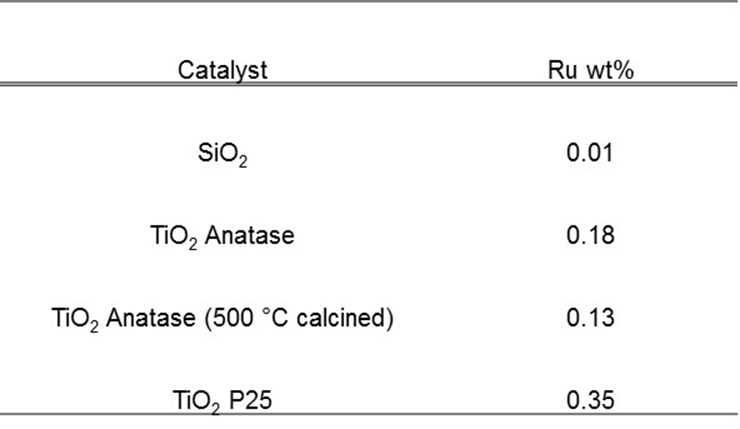 Catalyst Ru wt%
SiO₂ 0.01
TiO₂ Anatase 0.18
TiO₂ Anatase (500 °C calcined) 0.13
TiO₂ P25 0.35